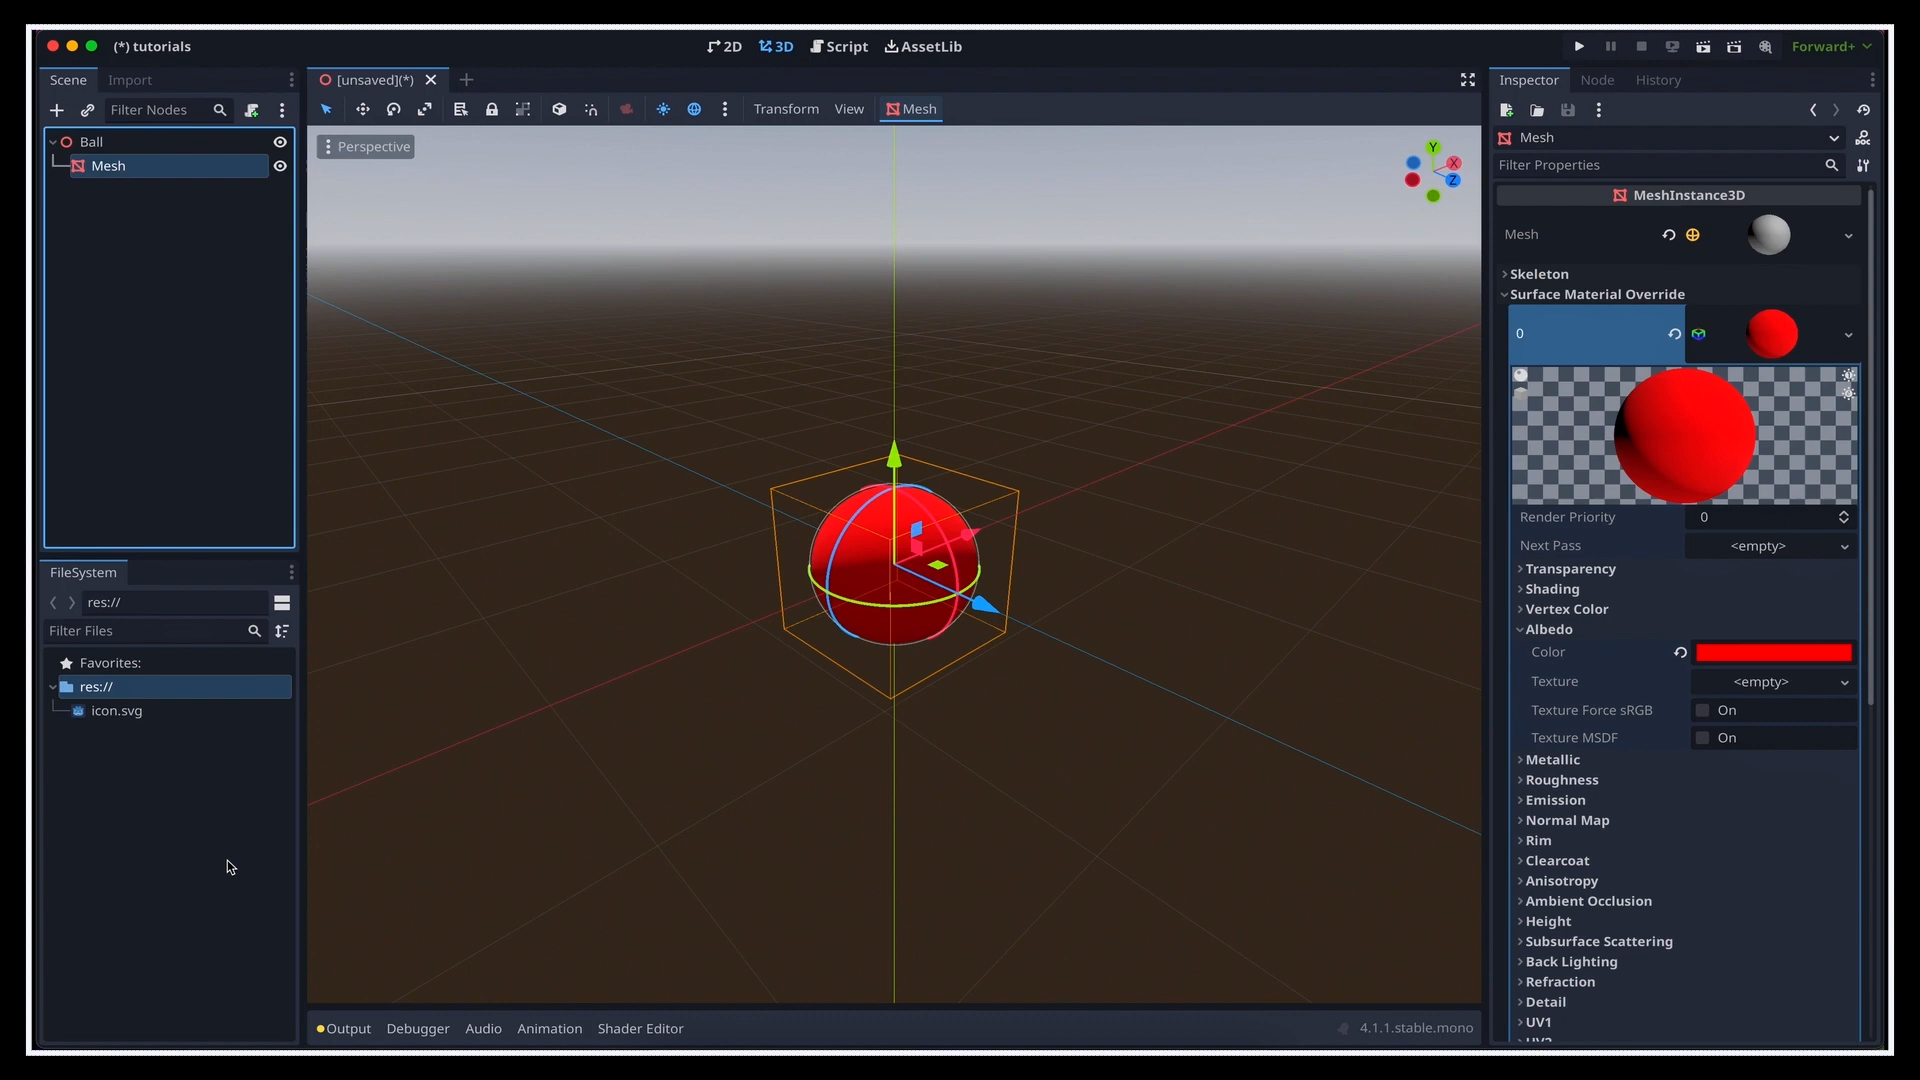 (*) tutorials
2D 3D Script AssetLib
Forward+
Scene Import
Filter Nodes
Ball
Mesh
FileSystem
res://
Filter Files
Favorites:
res://
icon.svg
[unsaved](*)
Transform View Mesh
Perspective
Y
X
Z
Output Debugger Audio Animation Shader Editor
4.1.1.stable.mono
Inspector Node History
Mesh
DOC
Filter Properties
MeshInstance3D
Mesh
Skeleton
Surface Material Override
0
Render Priority 0
Next Pass <empty>
Transparency
Shading
Vertex Color
Albedo
Color
Texture <empty>
Texture Force sRGB On
Texture MSDF On
Metallic
Roughness
Emission
Normal Map
Rim
Clearcoat
Anisotropy
Ambient Occlusion
Height
Subsurface Scattering
Back Lighting
Refraction
Detail
UV1